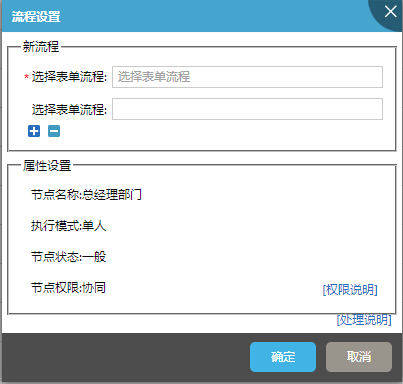 流程设置
新流程
* 选择表单流程: 选择表单流程
选择表单流程:
属性设置
节点名称:总经理部门
执行模式:单人
节点状态:一般
节点权限:协同 [权限说明]
[处理说明]
确定 取消